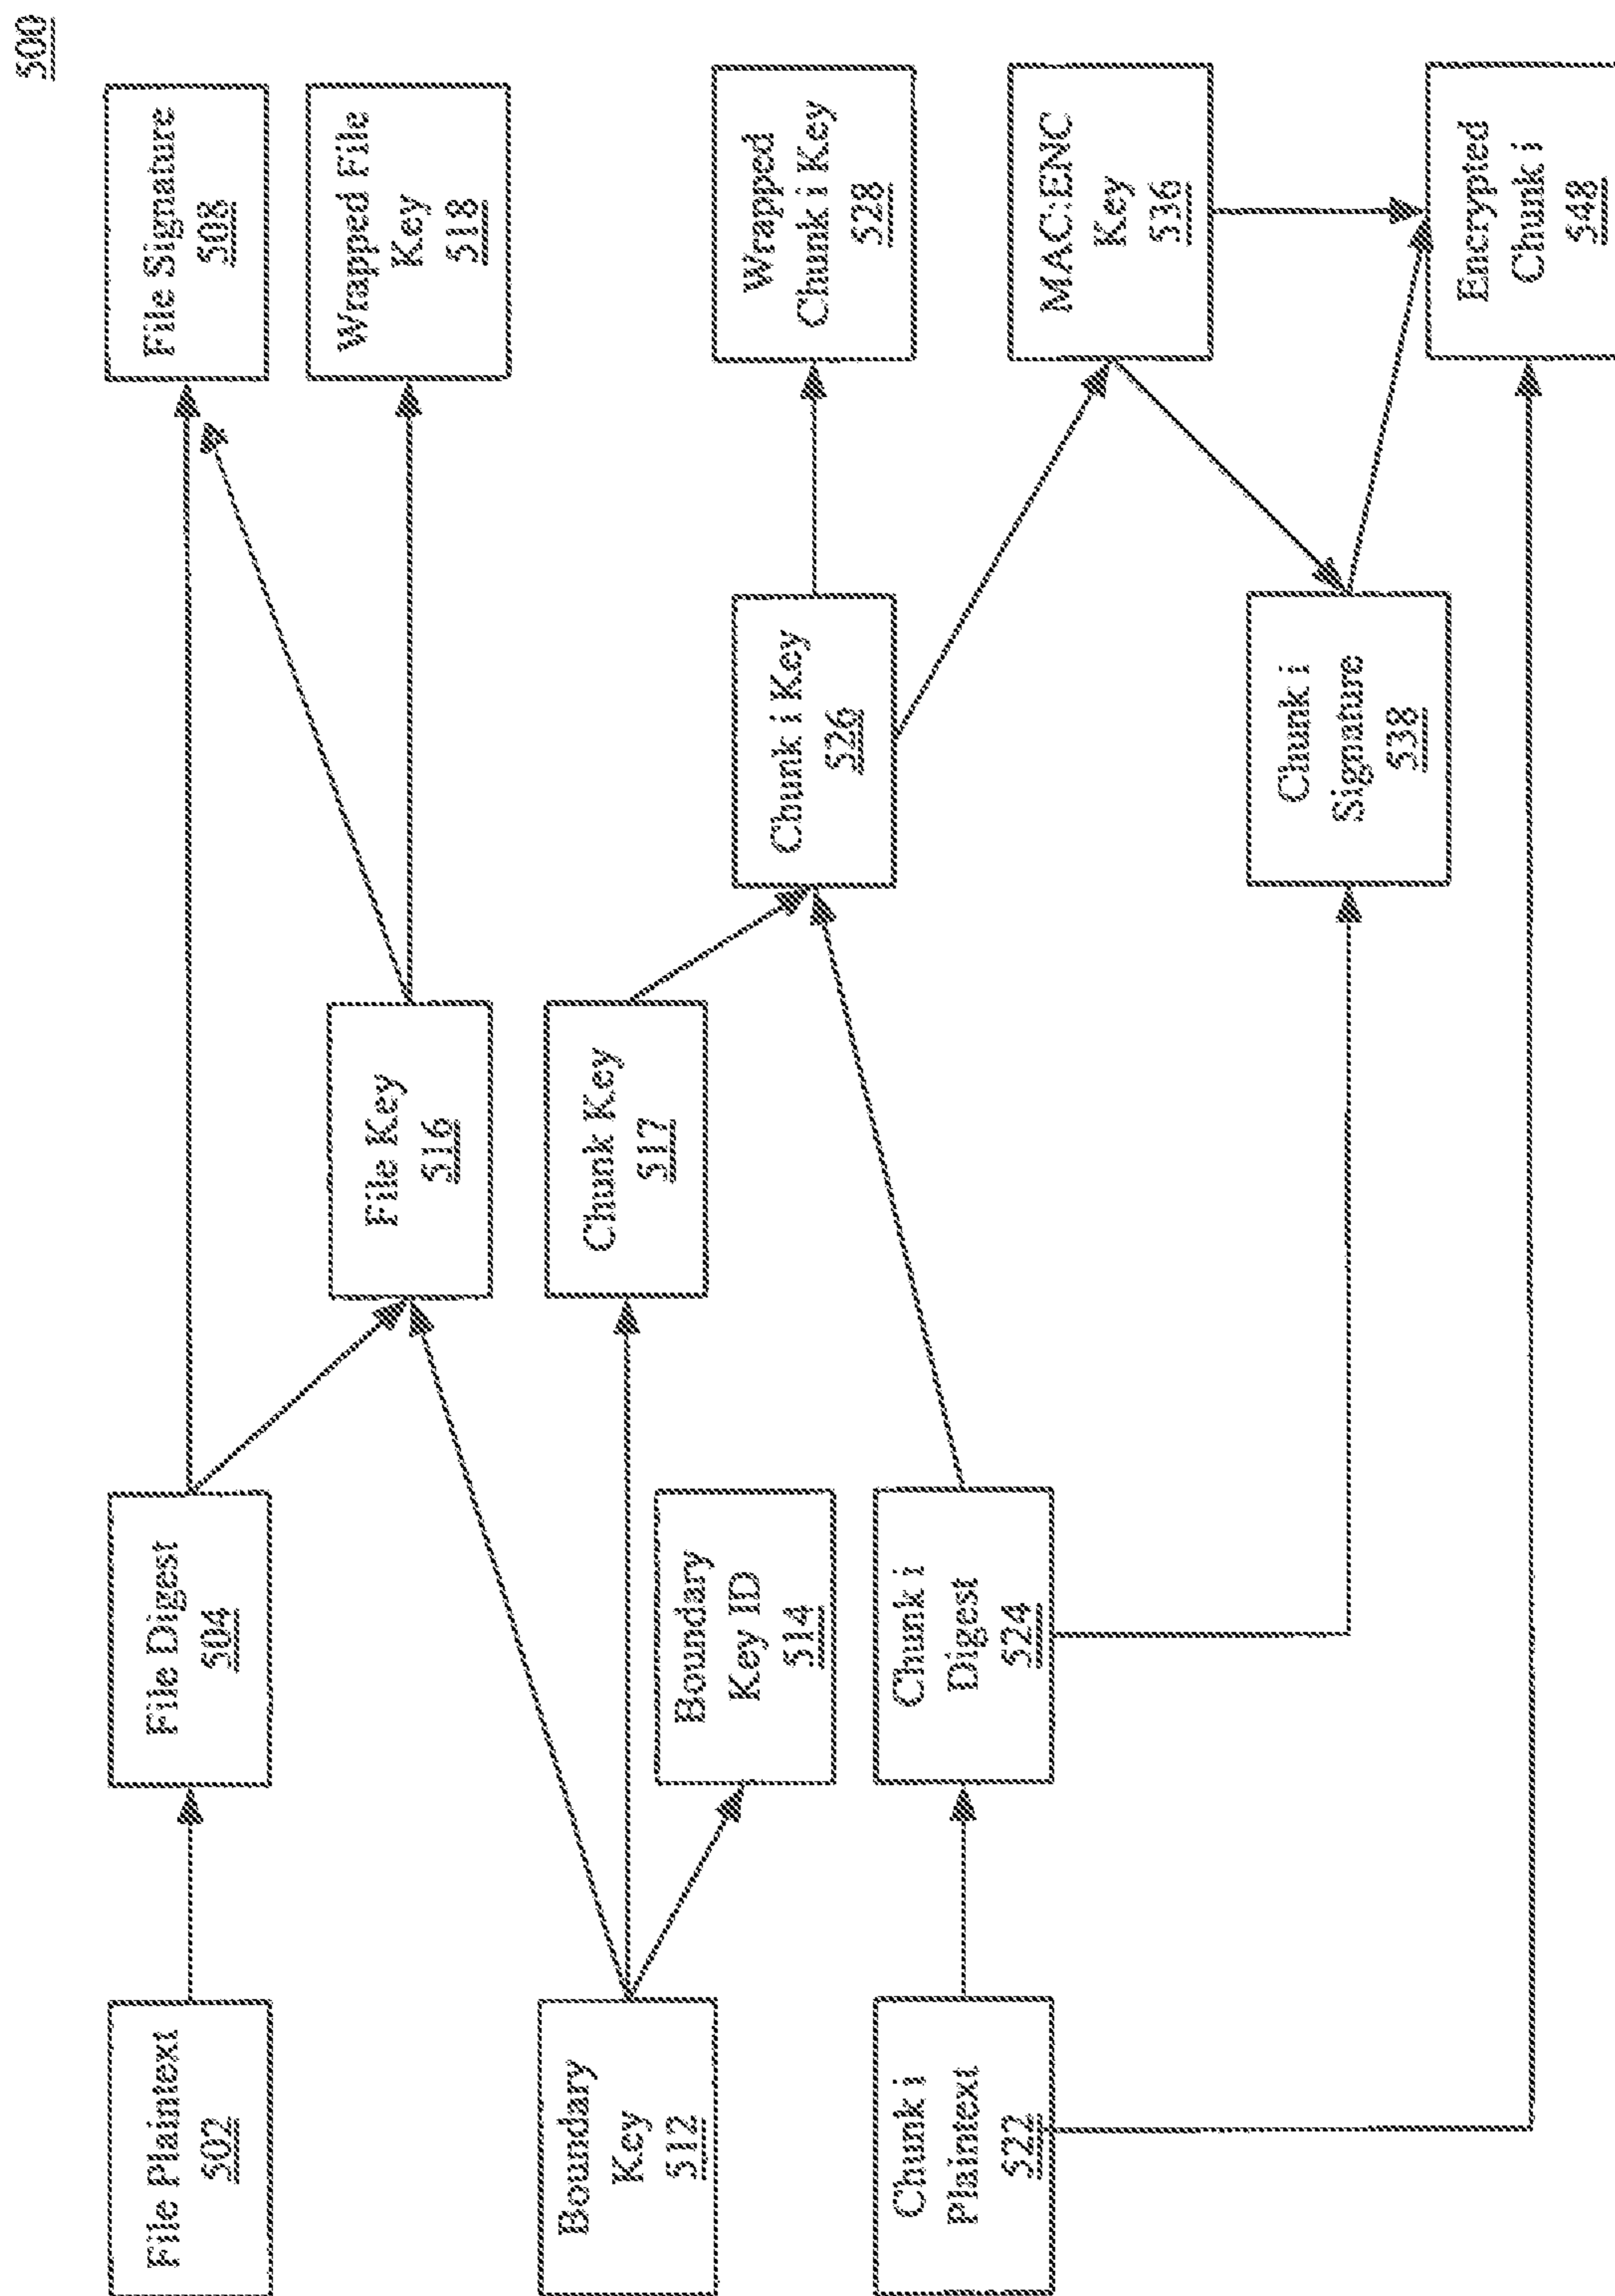 500
File Plaintext
502
File Digest
504
File Signature
508
File Key
516
Wrapped File
Key
518
Boundary
Key
512
Chunk Key
517
Boundary
Key ID
514
Chunk i Key
526
Wrapped
Chunk i Key
528
Chunk i
Plaintext
522
Chunk i
Digest
524
MAC:ENC
Key
536
Chunk i
Signature
538
Encrypted
Chunk i
548